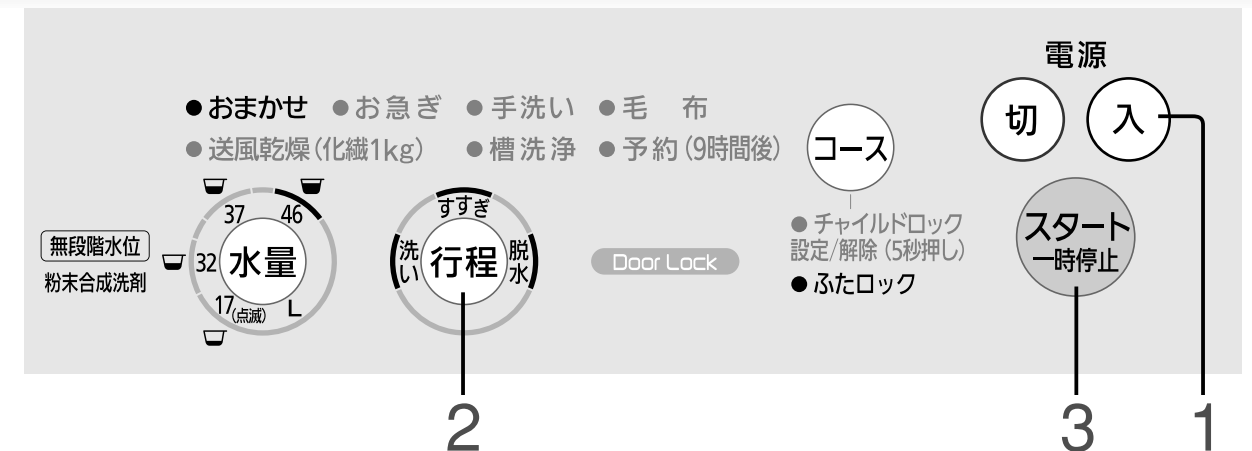 電源
切 入
●おまかせ ●お急ぎ ●手洗い ●毛 布
●送風乾燥(化繊1kg) ●槽洗浄 ●予約(9時間後)
コース
●チャイルドロック
設定/解除(5秒押し)
●ふたロック
スタート
一時停止
無段階水位
粉末合成洗剤
37 46
32 水量
17(点滅) L
すすぎ
洗い 行程 脱水
Door Lock
2 3 1